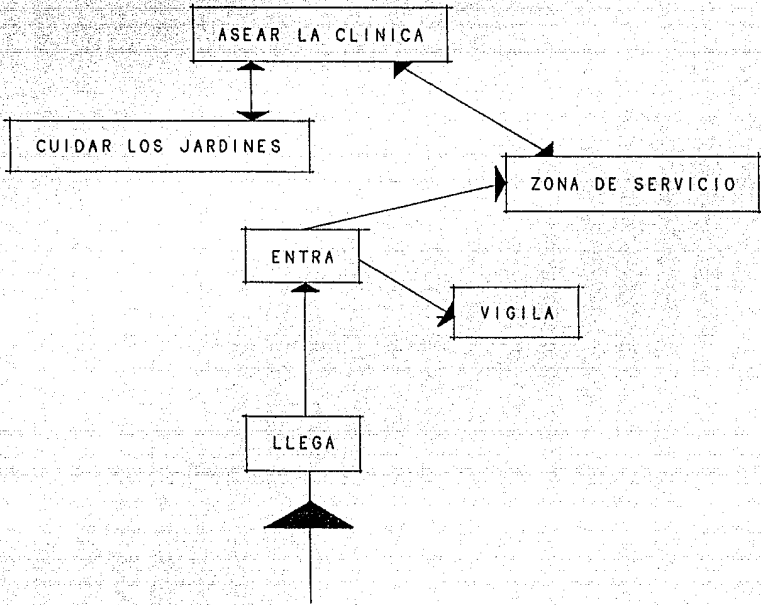 ASEAR LA CLINICA
CUIDAR LOS JARDINES
ZONA DE SERVICIO
ENTRA
VIGILA
LLEGA